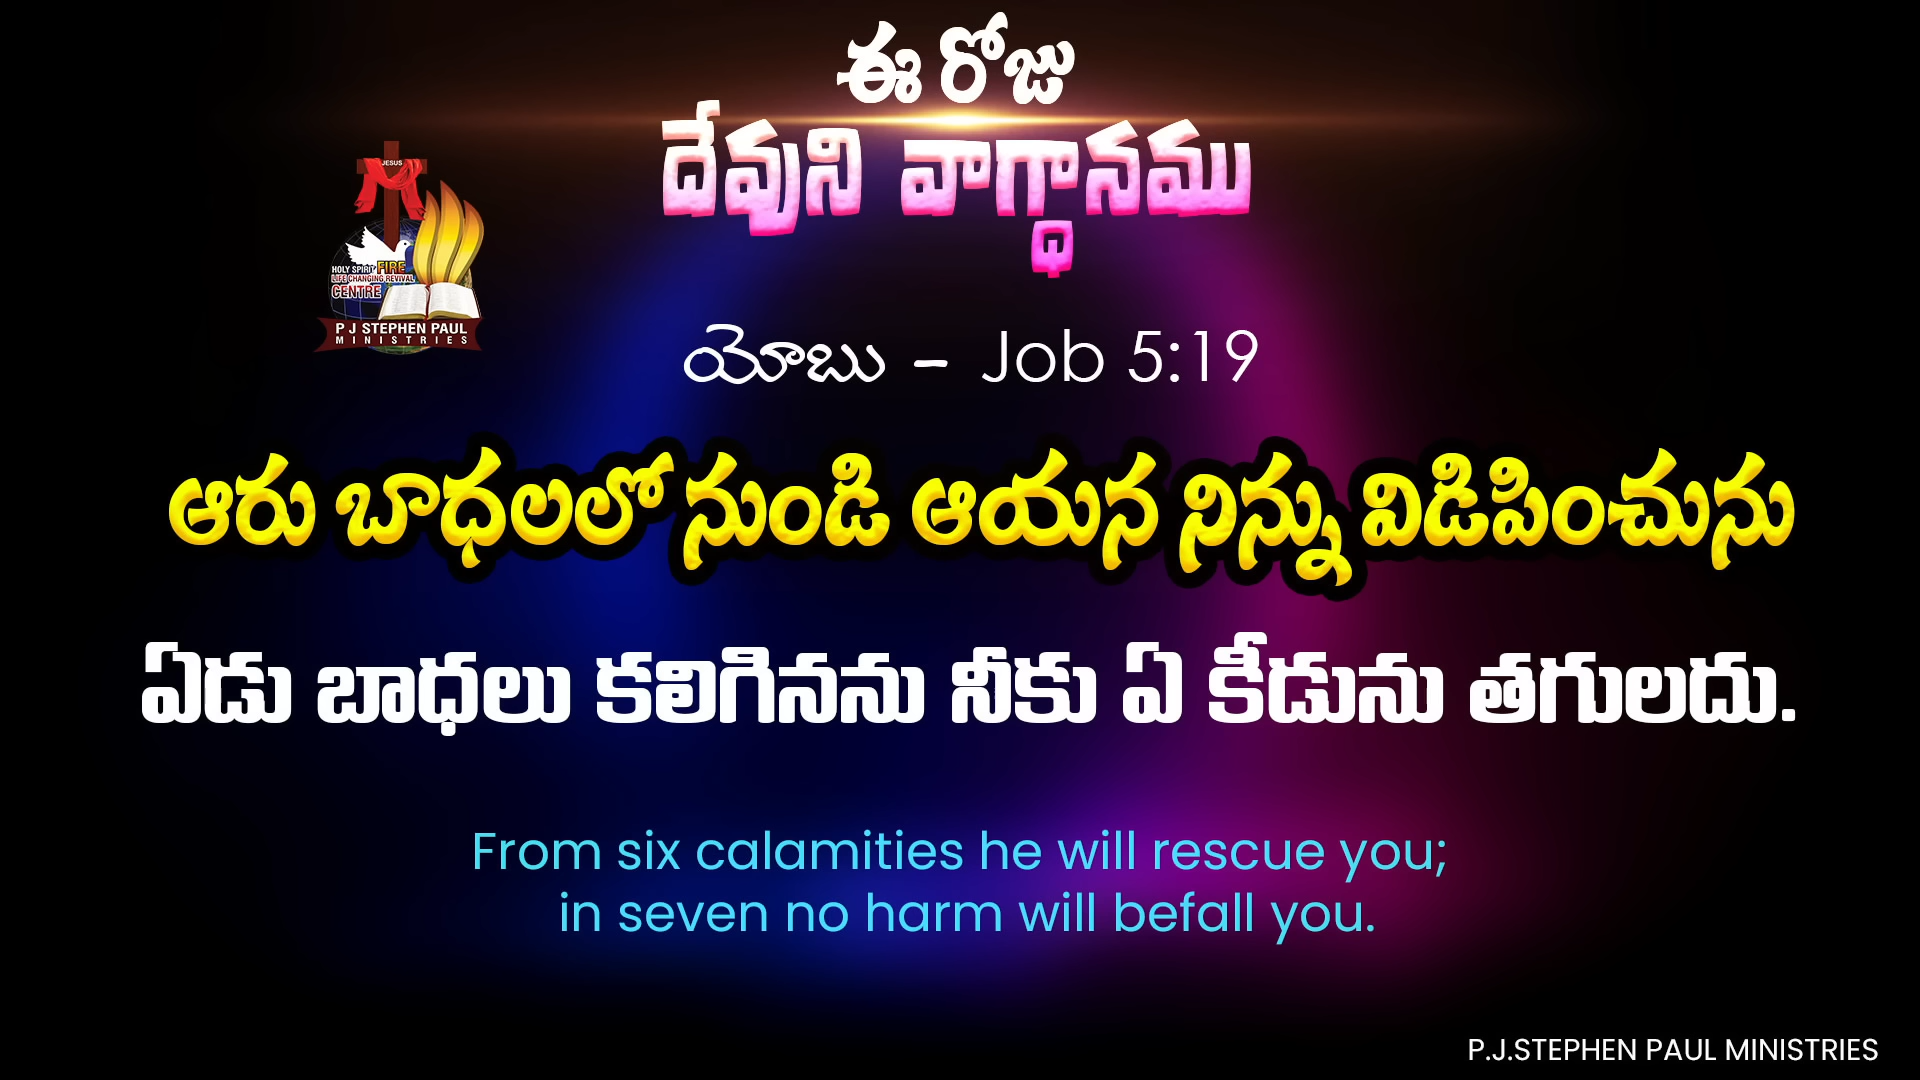 ఈ రోజు
దేవుని వాగ్ధానము
JESUS
HOLY SPIRIT FIRE
LIFE CHANGING REVIVAL
CENTRE
P J STEPHEN PAUL
MINISTRIES
యోబు – Job 5:19
ఆరు బాధలలో నుండి ఆయన నిన్ను విడిపించును
ఏడు బాధలు కలిగినను నీకు ఏ కీడును తగులదు.
From six calamities he will rescue you;
in seven no harm will befall you.
P.J.STEPHEN PAUL MINISTRIES